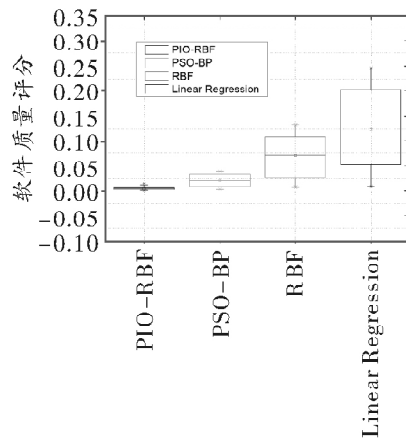 0.35
0.30
0.25
0.20
0.15
0.10
0.05
0.00
-0.05
-0.10
软件质量评分
PIO-RBF
PSO-BP
RBF
Linear Regression
PIO-RBF
PSO-BP
RBF
Linear Regression